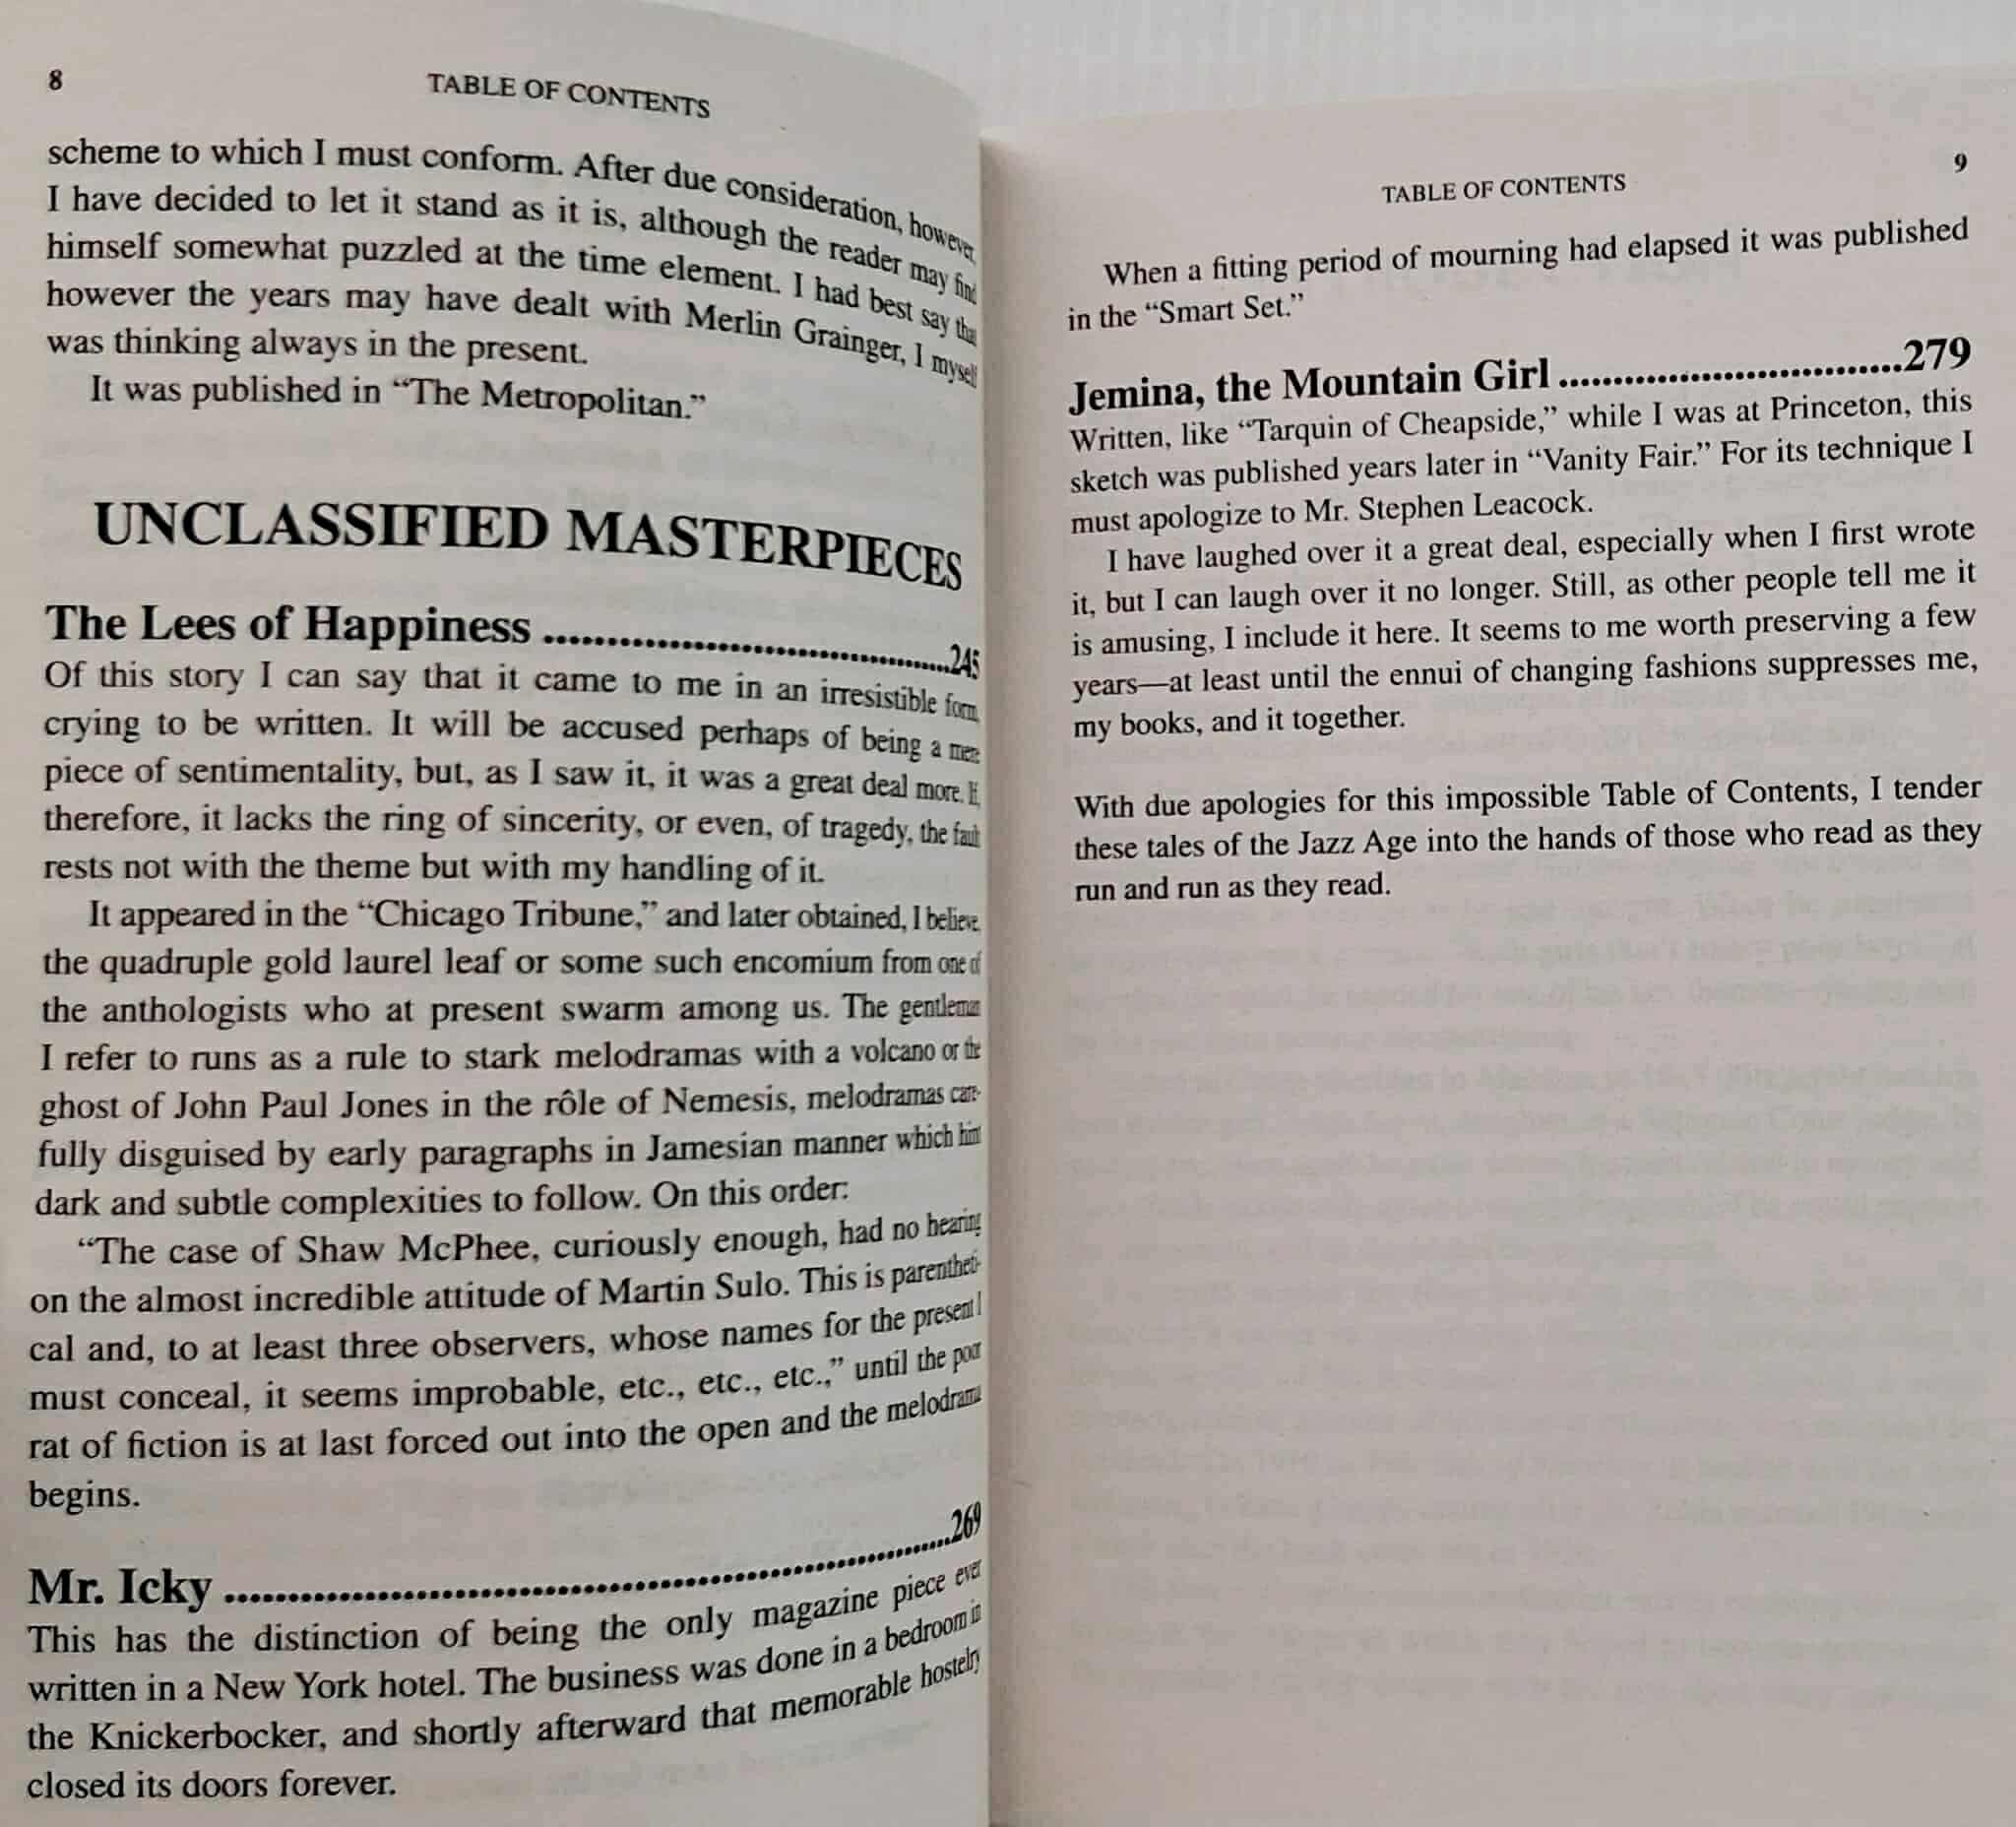 8
TABLE OF CONTENTS
scheme to which I must conform. After due consideration, however,
I have decided to let it stand as it is, although the reader may find
himself somewhat puzzled at the time element. I had best say that
however the years may have dealt with Merlin Grainger, I myself
was thinking always in the present.
It was published in “The Metropolitan.”
UNCLASSIFIED MASTERPIECES
The Lees of Happiness ........................................245
Of this story I can say that it came to me in an irresistible form,
crying to be written. It will be accused perhaps of being a mere
piece of sentimentality, but, as I saw it, it was a great deal more. If,
therefore, it lacks the ring of sincerity, or even, of tragedy, the fault
rests not with the theme but with my handling of it.
It appeared in the “Chicago Tribune,” and later obtained, I believe,
the quadruple gold laurel leaf or some such encomium from one of
the anthologists who at present swarm among us. The gentleman
I refer to runs as a rule to stark melodramas with a volcano or the
ghost of John Paul Jones in the rôle of Nemesis, melodramas care-
fully disguised by early paragraphs in Jamesian manner which hint
dark and subtle complexities to follow. On this order:
“The case of Shaw McPhee, curiously enough, had no hearing
on the almost incredible attitude of Martin Sulo. This is parentheti-
cal and, to at least three observers, whose names for the present I
must conceal, it seems improbable, etc., etc., etc.,” until the poor
rat of fiction is at last forced out into the open and the melodrama
begins.
Mr. Icky ........................................................269
This has the distinction of being the only magazine piece ever
written in a New York hotel. The business was done in a bedroom in
the Knickerbocker, and shortly afterward that memorable hostelry
closed its doors forever.
TABLE OF CONTENTS
9
When a fitting period of mourning had elapsed it was published
in the “Smart Set.”
Jemina, the Mountain Girl ..................................279
Written, like “Tarquin of Cheapside,” while I was at Princeton, this
sketch was published years later in “Vanity Fair.” For its technique I
must apologize to Mr. Stephen Leacock.
I have laughed over it a great deal, especially when I first wrote
it, but I can laugh over it no longer. Still, as other people tell me it
is amusing, I include it here. It seems to me worth preserving a few
years—at least until the ennui of changing fashions suppresses me,
my books, and it together.
With due apologies for this impossible Table of Contents, I tender
these tales of the Jazz Age into the hands of those who read as they
run and run as they read.